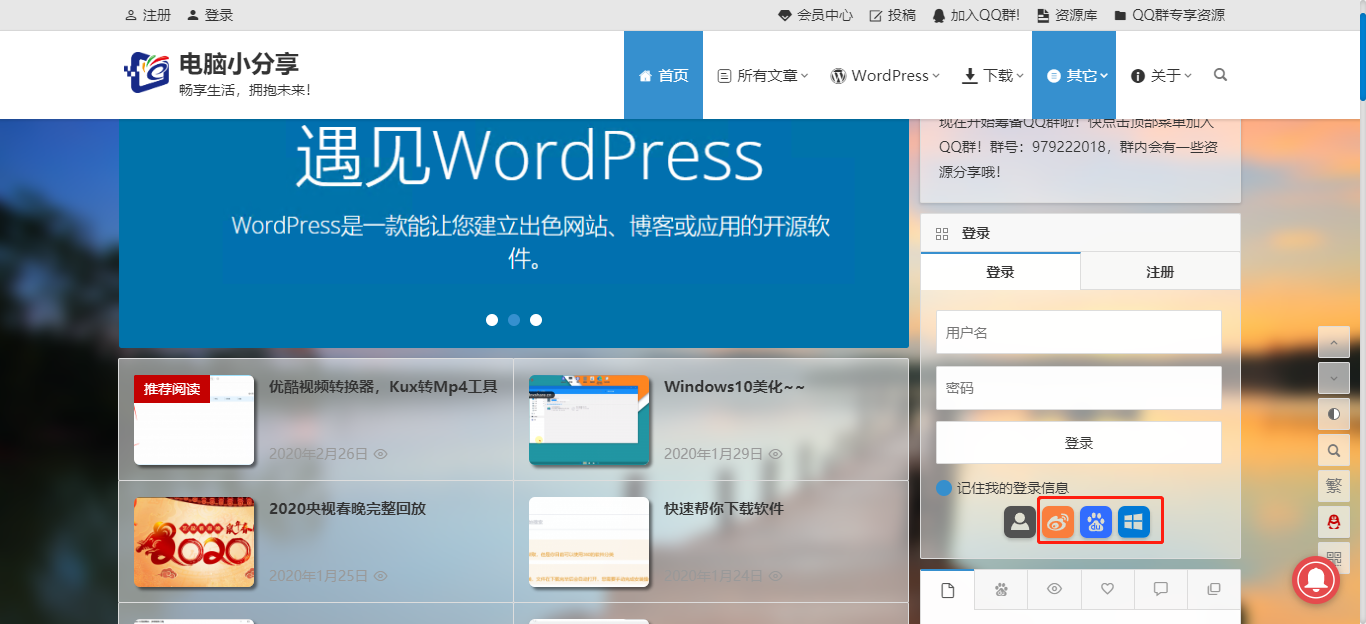 注册 登录 会员中心 投稿 加入QQ群! 资源库 QQ群专享资源
电脑小分享
畅享生活，拥抱未来!
首页 所有文章 WordPress 下载 其它 关于
遇见WordPress
WordPress是一款能让您建立出色网站、博客或应用的开源软
件。
现在开始筹备QQ群啦！快点击顶部菜单加入
QQ群！群号：979222018，群内会有一些资
源分享哦！
登录
登录 注册
用户名
密码
登录
记住我的登录信息
du
繁
推荐阅读
优酷视频转换器，Kux转Mp4工具
2020年2月26日
Windows10美化~~
2020年1月29日
2020央视春晚完整回放
2020年1月25日
2020
快速帮你下载软件
2020年1月24日